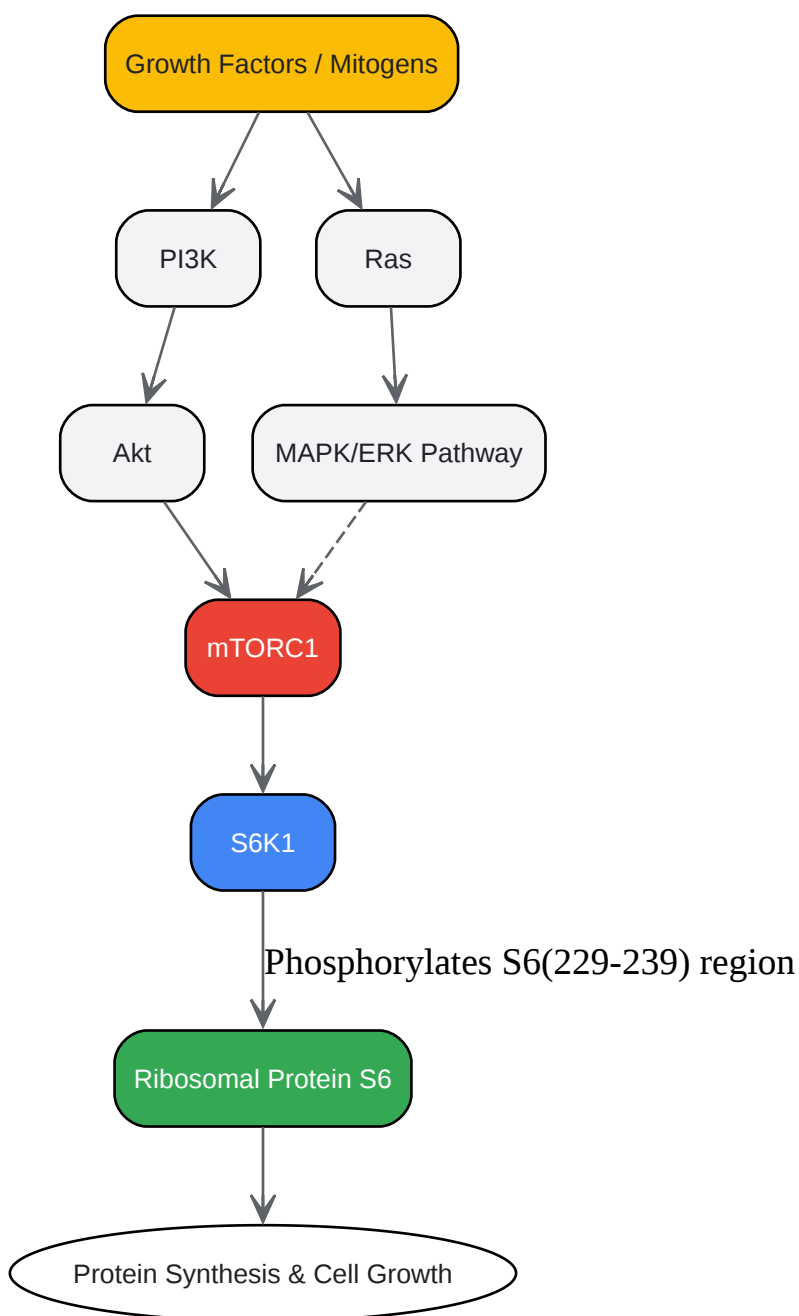 Growth Factors / Mitogens
PI3K
Ras
Akt
MAPK/ERK Pathway
mTORC1
S6K1
Phosphorylates S6(229-239) region
Ribosomal Protein S6
Protein Synthesis & Cell Growth